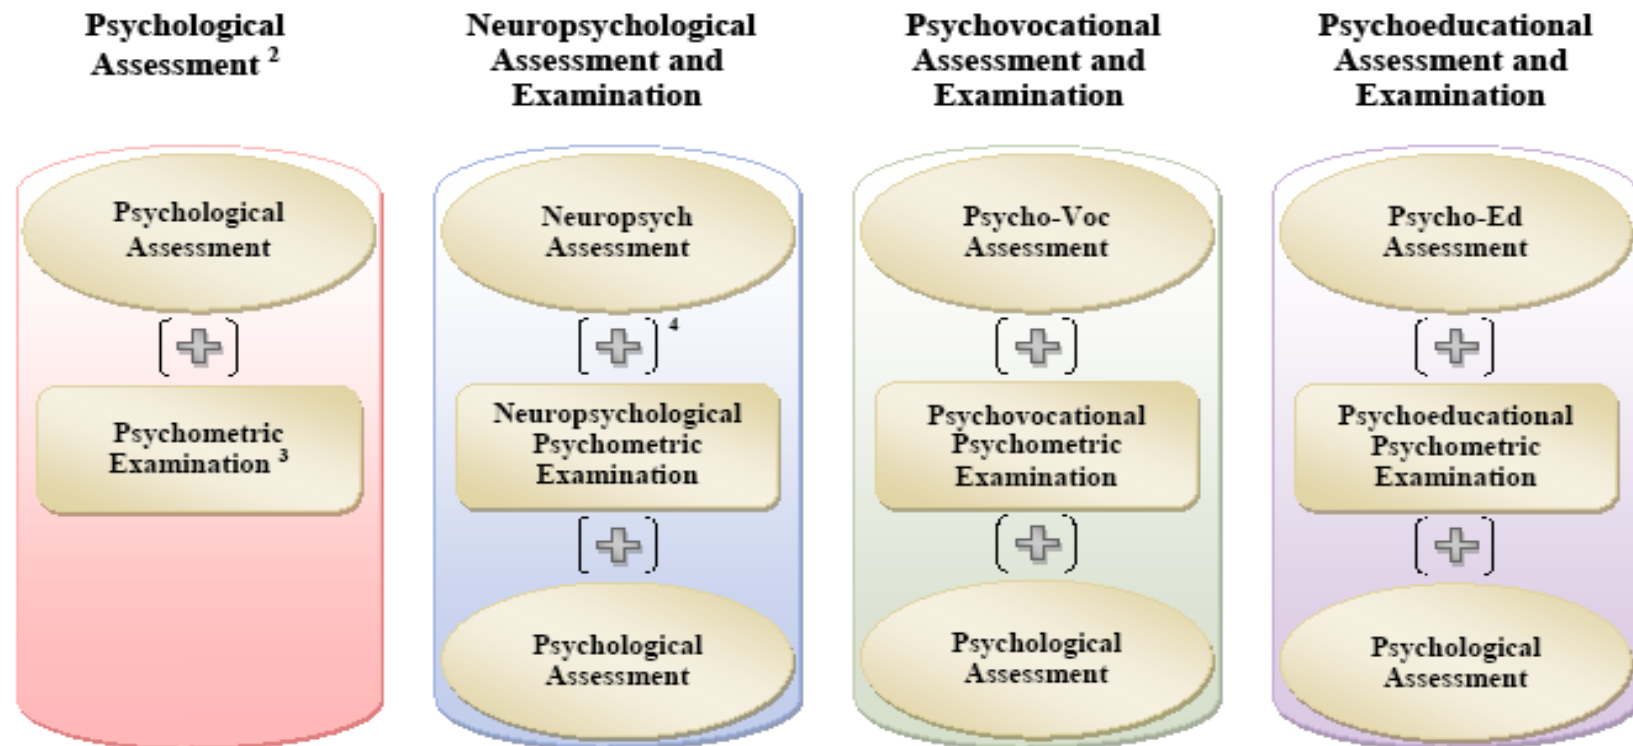 Psychological
Assessment ²
Neuropsychological
Assessment and
Examination
Psychovocational
Assessment and
Examination
Psychoeducational
Assessment and
Examination
Psychological
Assessment
Psychometric
Examination ³
Neuropsych
Assessment
4
Neuropsychological
Psychometric
Examination
Psychological
Assessment
Psycho-Voc
Assessment
Psychovocational
Psychometric
Examination
Psychological
Assessment
Psycho-Ed
Assessment
Psychoeducational
Psychometric
Examination
Psychological
Assessment